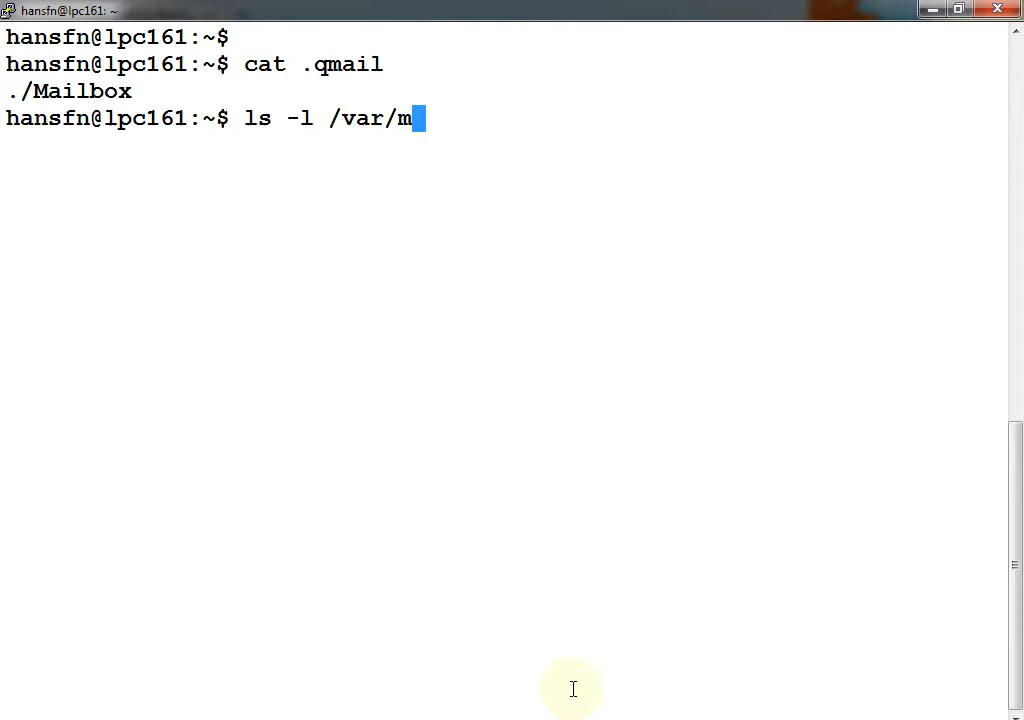 hansfn@lpc161: ~
hansfn@lpc161:~$
hansfn@lpc161:~$ cat .qmail
./Mailbox
hansfn@lpc161:~$ ls -l /var/m